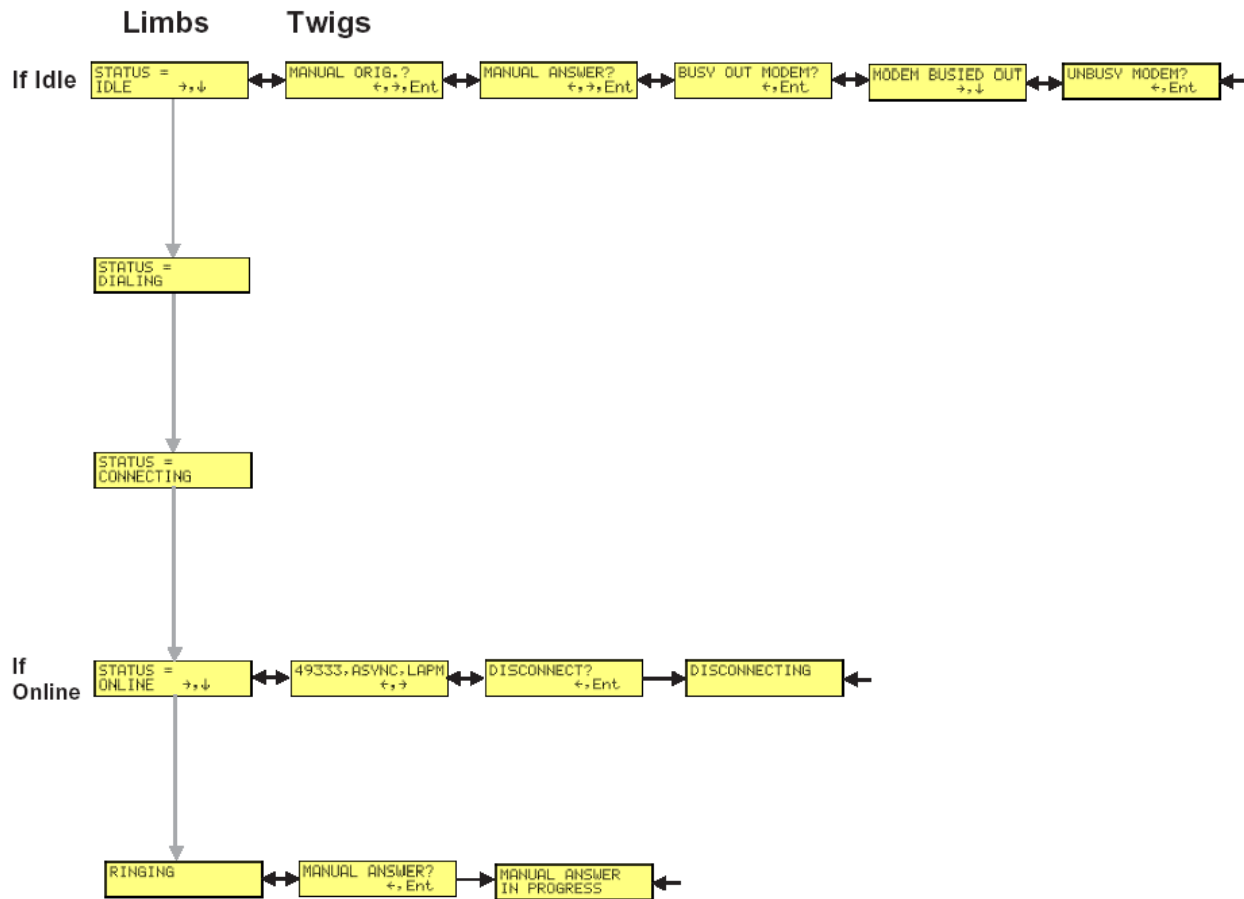 Limbs
Twigs
If Idle
STATUS =
IDLE →,↓
MANUAL ORIG.?
←,→,Ent
MANUAL ANSWER?
←,→,Ent
BUSY OUT MODEM?
←,Ent
MODEM BUSIED OUT
→,↓
UNBUSY MODEM?
←,Ent
STATUS =
DIALING
STATUS =
CONNECTING
If
Online
STATUS =
ONLINE →,↓
49333,ASYNC,LAPM
←,→
DISCONNECT?
←,Ent
DISCONNECTING
RINGING
MANUAL ANSWER?
←,Ent
MANUAL ANSWER
IN PROGRESS